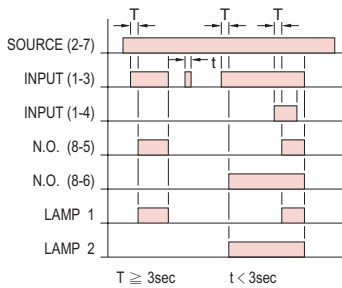 T T T
SOURCE (2-7)
INPUT (1-3)
t
INPUT (1-4)
N.O. (8-5)
N.O. (8-6)
LAMP 1
LAMP 2
T ≧ 3sec t < 3sec